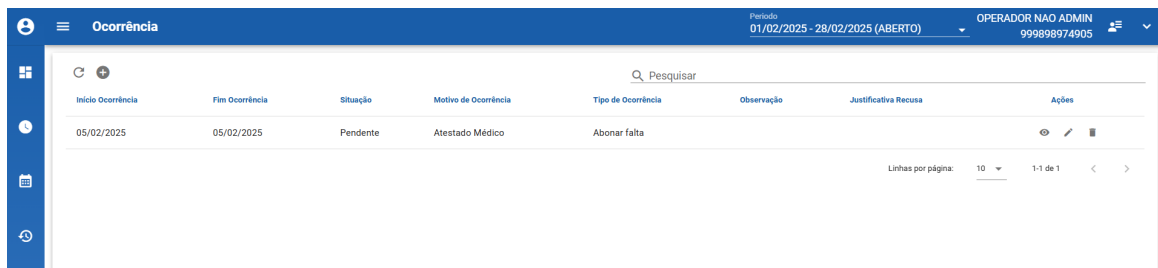 Ocorrência
Periodo
01/02/2025 - 28/02/2025 (ABERTO)
OPERADOR NAO ADMIN
999898974905
Pesquisar
Início Ocorrência Fim Ocorrência Situação Motivo de Ocorrência Tipo de Ocorrência Observação Justificativa Recusa Ações
05/02/2025 05/02/2025 Pendente Atestado Médico Abonar falta
Linhas por página: 10 1-1 de 1